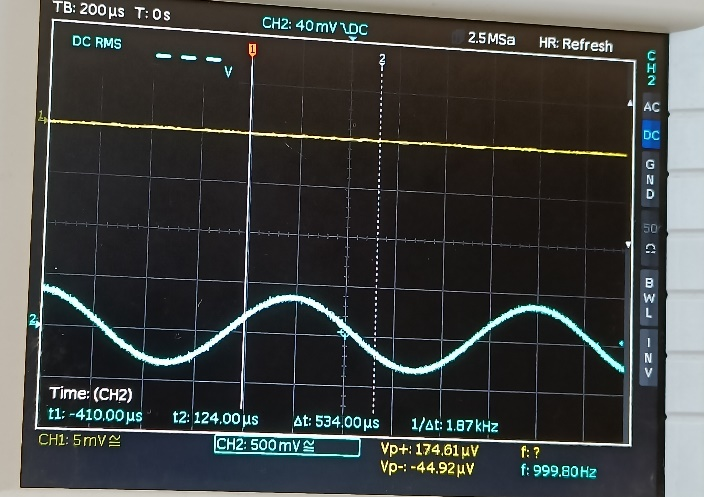 TB: 200µs T: 0s CH2: 40mV DC 2.5MSa HR: Refresh
DC RMS
--- V
1
2
CH2
AC
DC
GND
50Ω
BWL
INV
1
2
Time: (CH2)
t1: -410.00µs t2: 124.00µs Δt: 534.00µs 1/Δt: 1.87kHz
CH1: 5mV≅ CH2: 500mV≅ Vp+: 174.61µV f: ?
Vp-: -44.92µV f: 999.80Hz